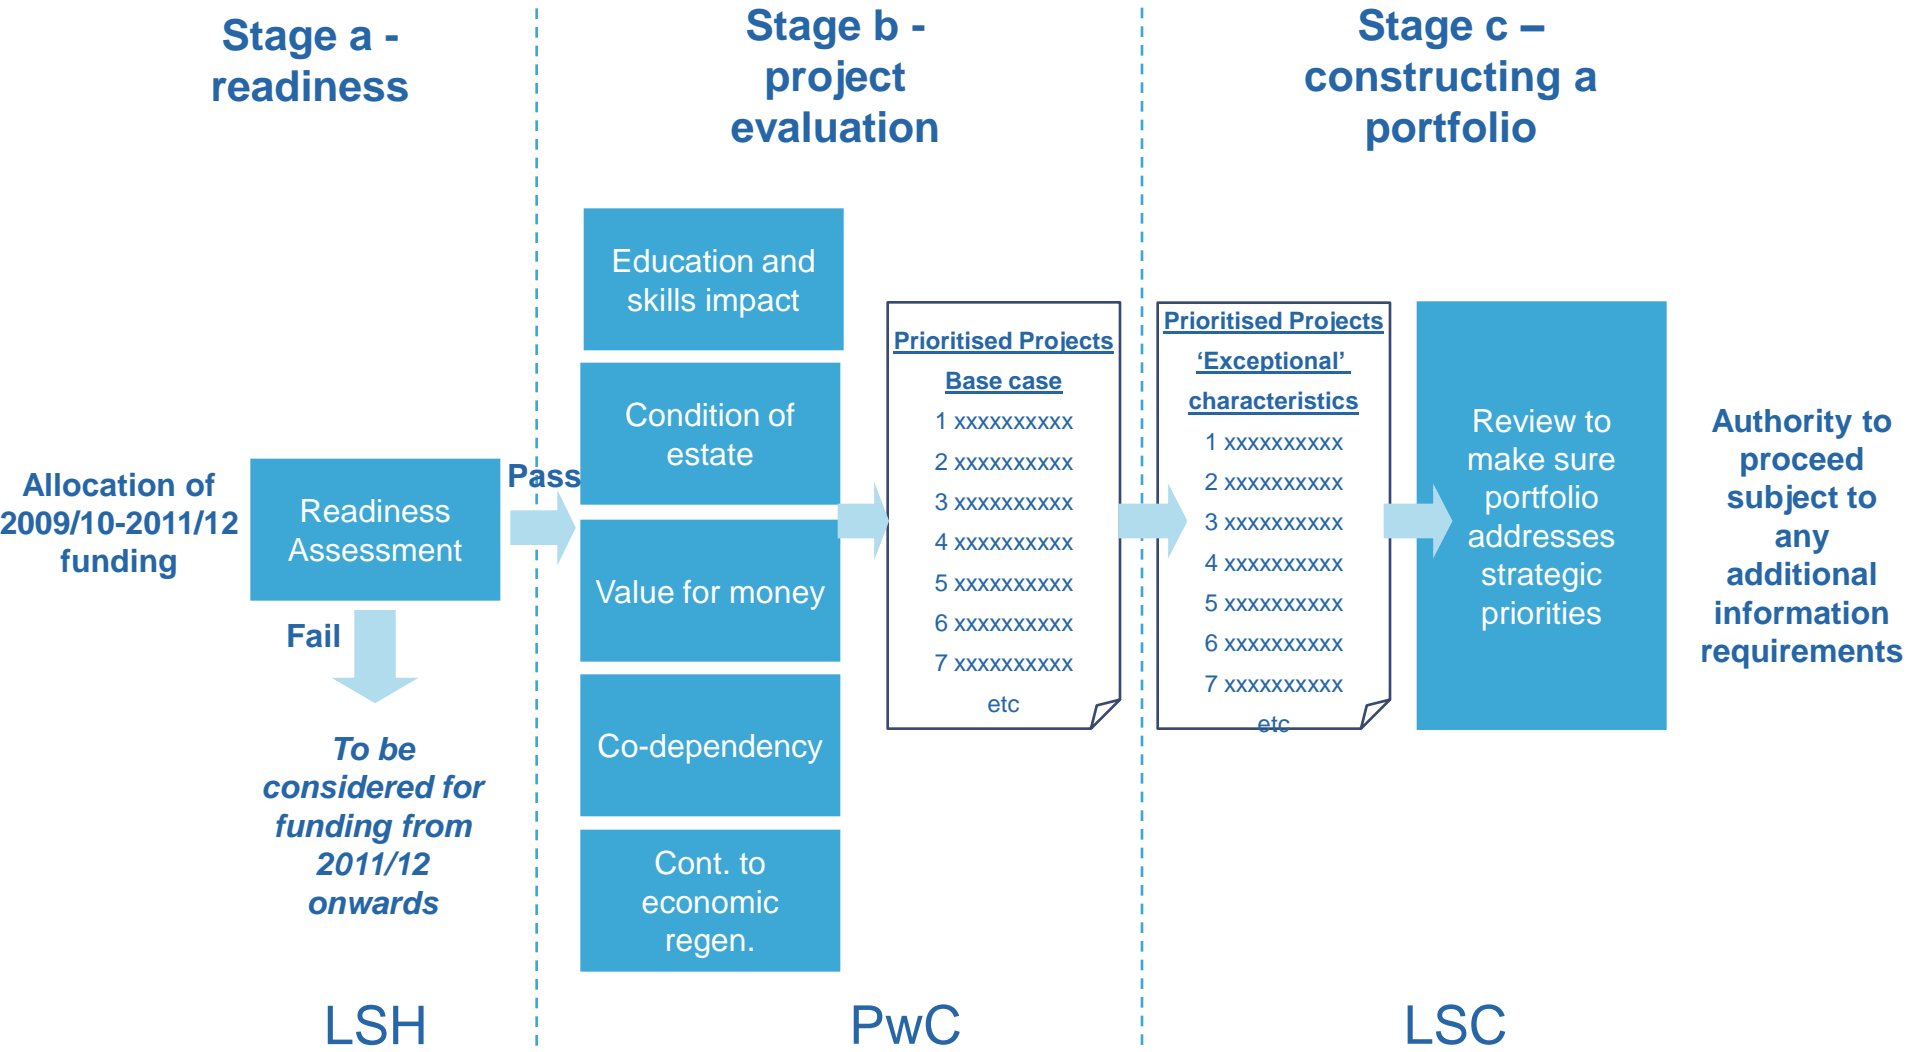 Stage a -
readiness
Stage b -
project
evaluation
Stage c –
constructing a
portfolio
Allocation of
2009/10-2011/12
funding
Readiness
Assessment
Pass
Fail
To be
considered for
funding from
2011/12
onwards
Education and
skills impact
Condition of
estate
Value for money
Co-dependency
Cont. to
economic
regen.
Prioritised Projects
Base case
1 xxxxxxxxxx
2 xxxxxxxxxx
3 xxxxxxxxxx
4 xxxxxxxxxx
5 xxxxxxxxxx
6 xxxxxxxxxx
7 xxxxxxxxxx
etc
Prioritised Projects
‘Exceptional’
characteristics
1 xxxxxxxxxx
2 xxxxxxxxxx
3 xxxxxxxxxx
4 xxxxxxxxxx
5 xxxxxxxxxx
6 xxxxxxxxxx
7 xxxxxxxxxx
etc
Review to
make sure
portfolio
addresses
strategic
priorities
Authority to
proceed
subject to
any
additional
information
requirements
LSH
PwC
LSC